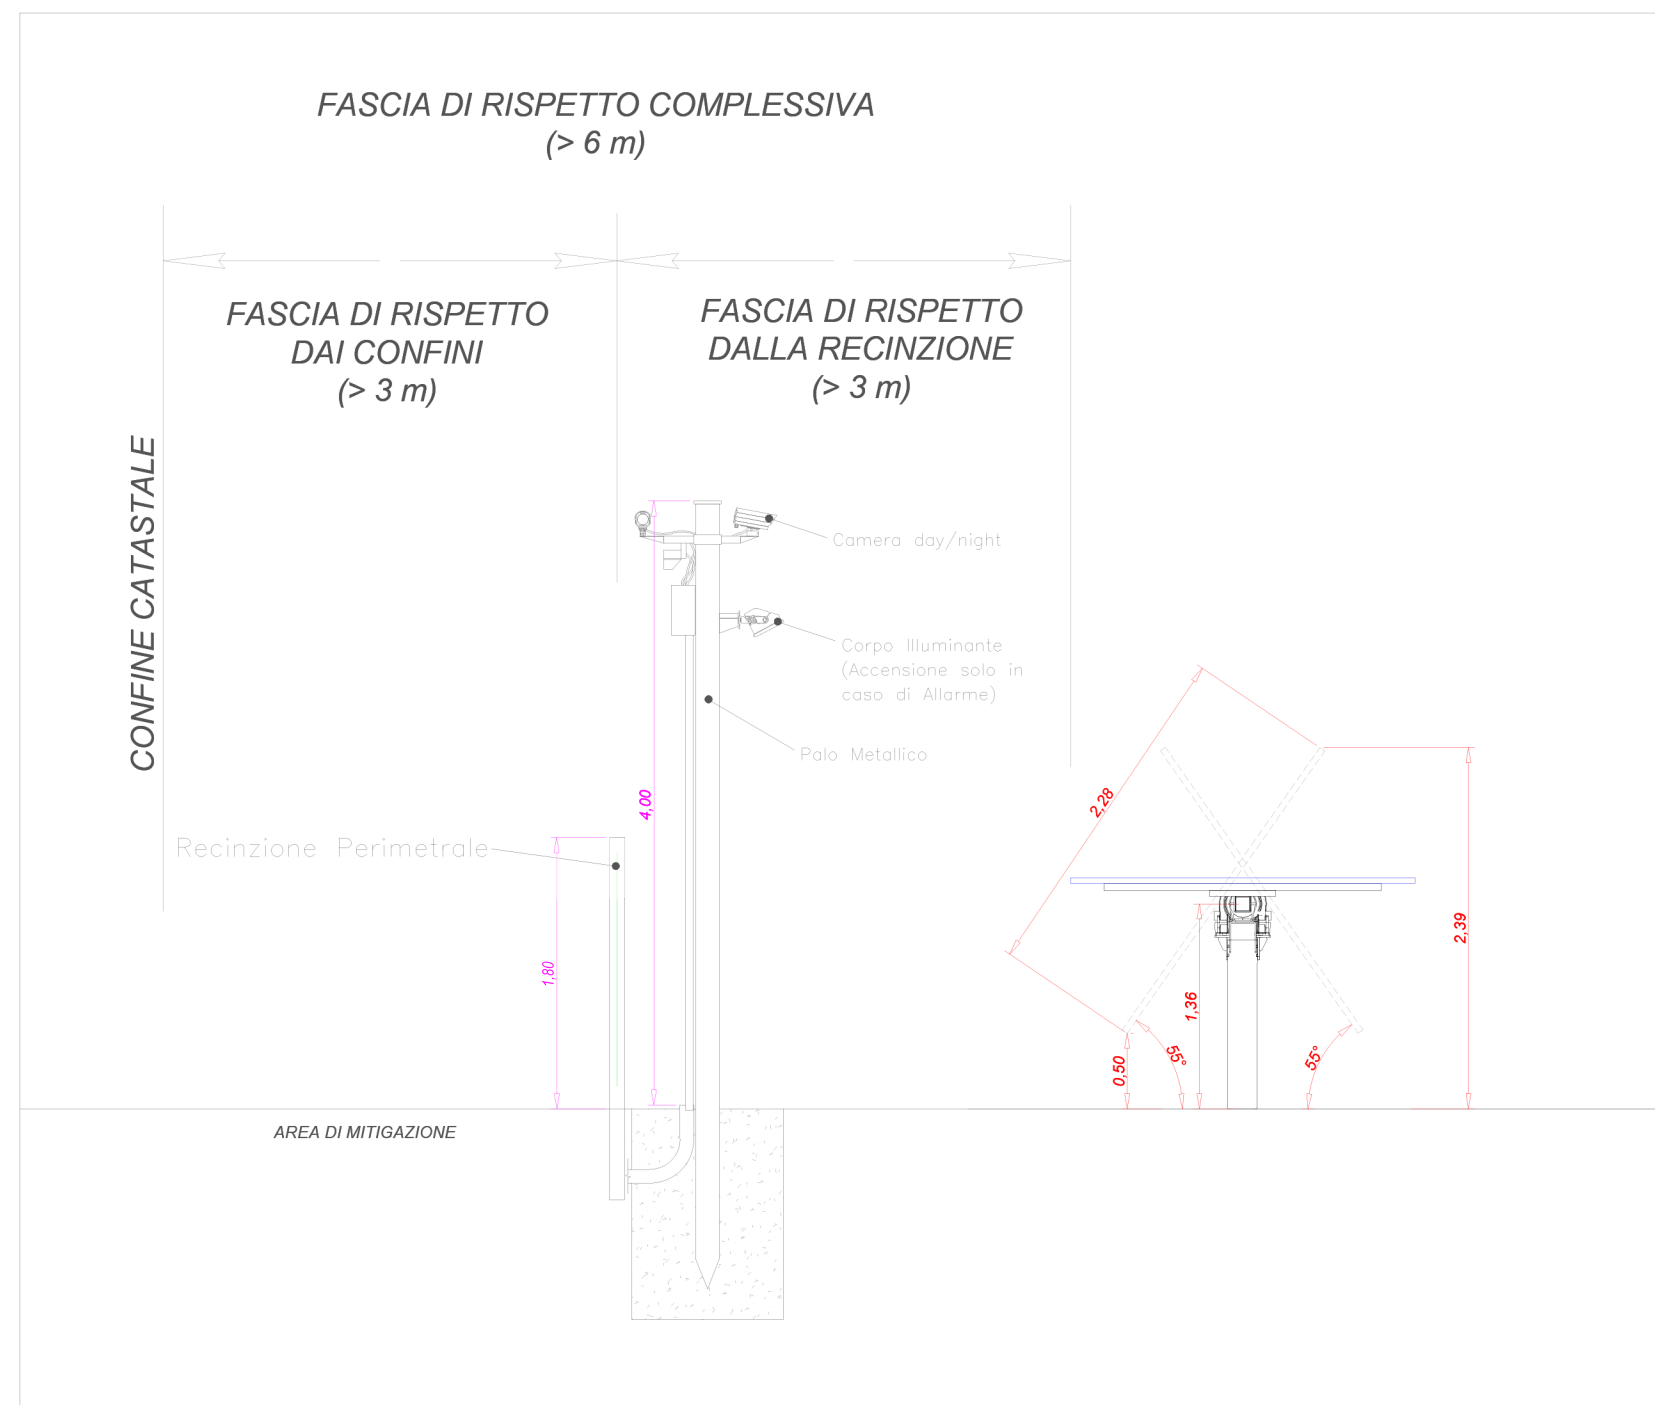 FASCIA DI RISPETTO COMPLESSIVA
(> 6 m)
FASCIA DI RISPETTO
DAI CONFINI
(> 3 m)
FASCIA DI RISPETTO
DALLA RECINZIONE
(> 3 m)
CONFINE CATASTALE
Camera day/night
Corpo Illuminante
(Accensione solo in
caso di Allarme)
Palo Metallico
4,00
2,28
Recinzione Perimetrale
2,39
1,80
1,36
0,50
55°
55°
AREA DI MITIGAZIONE